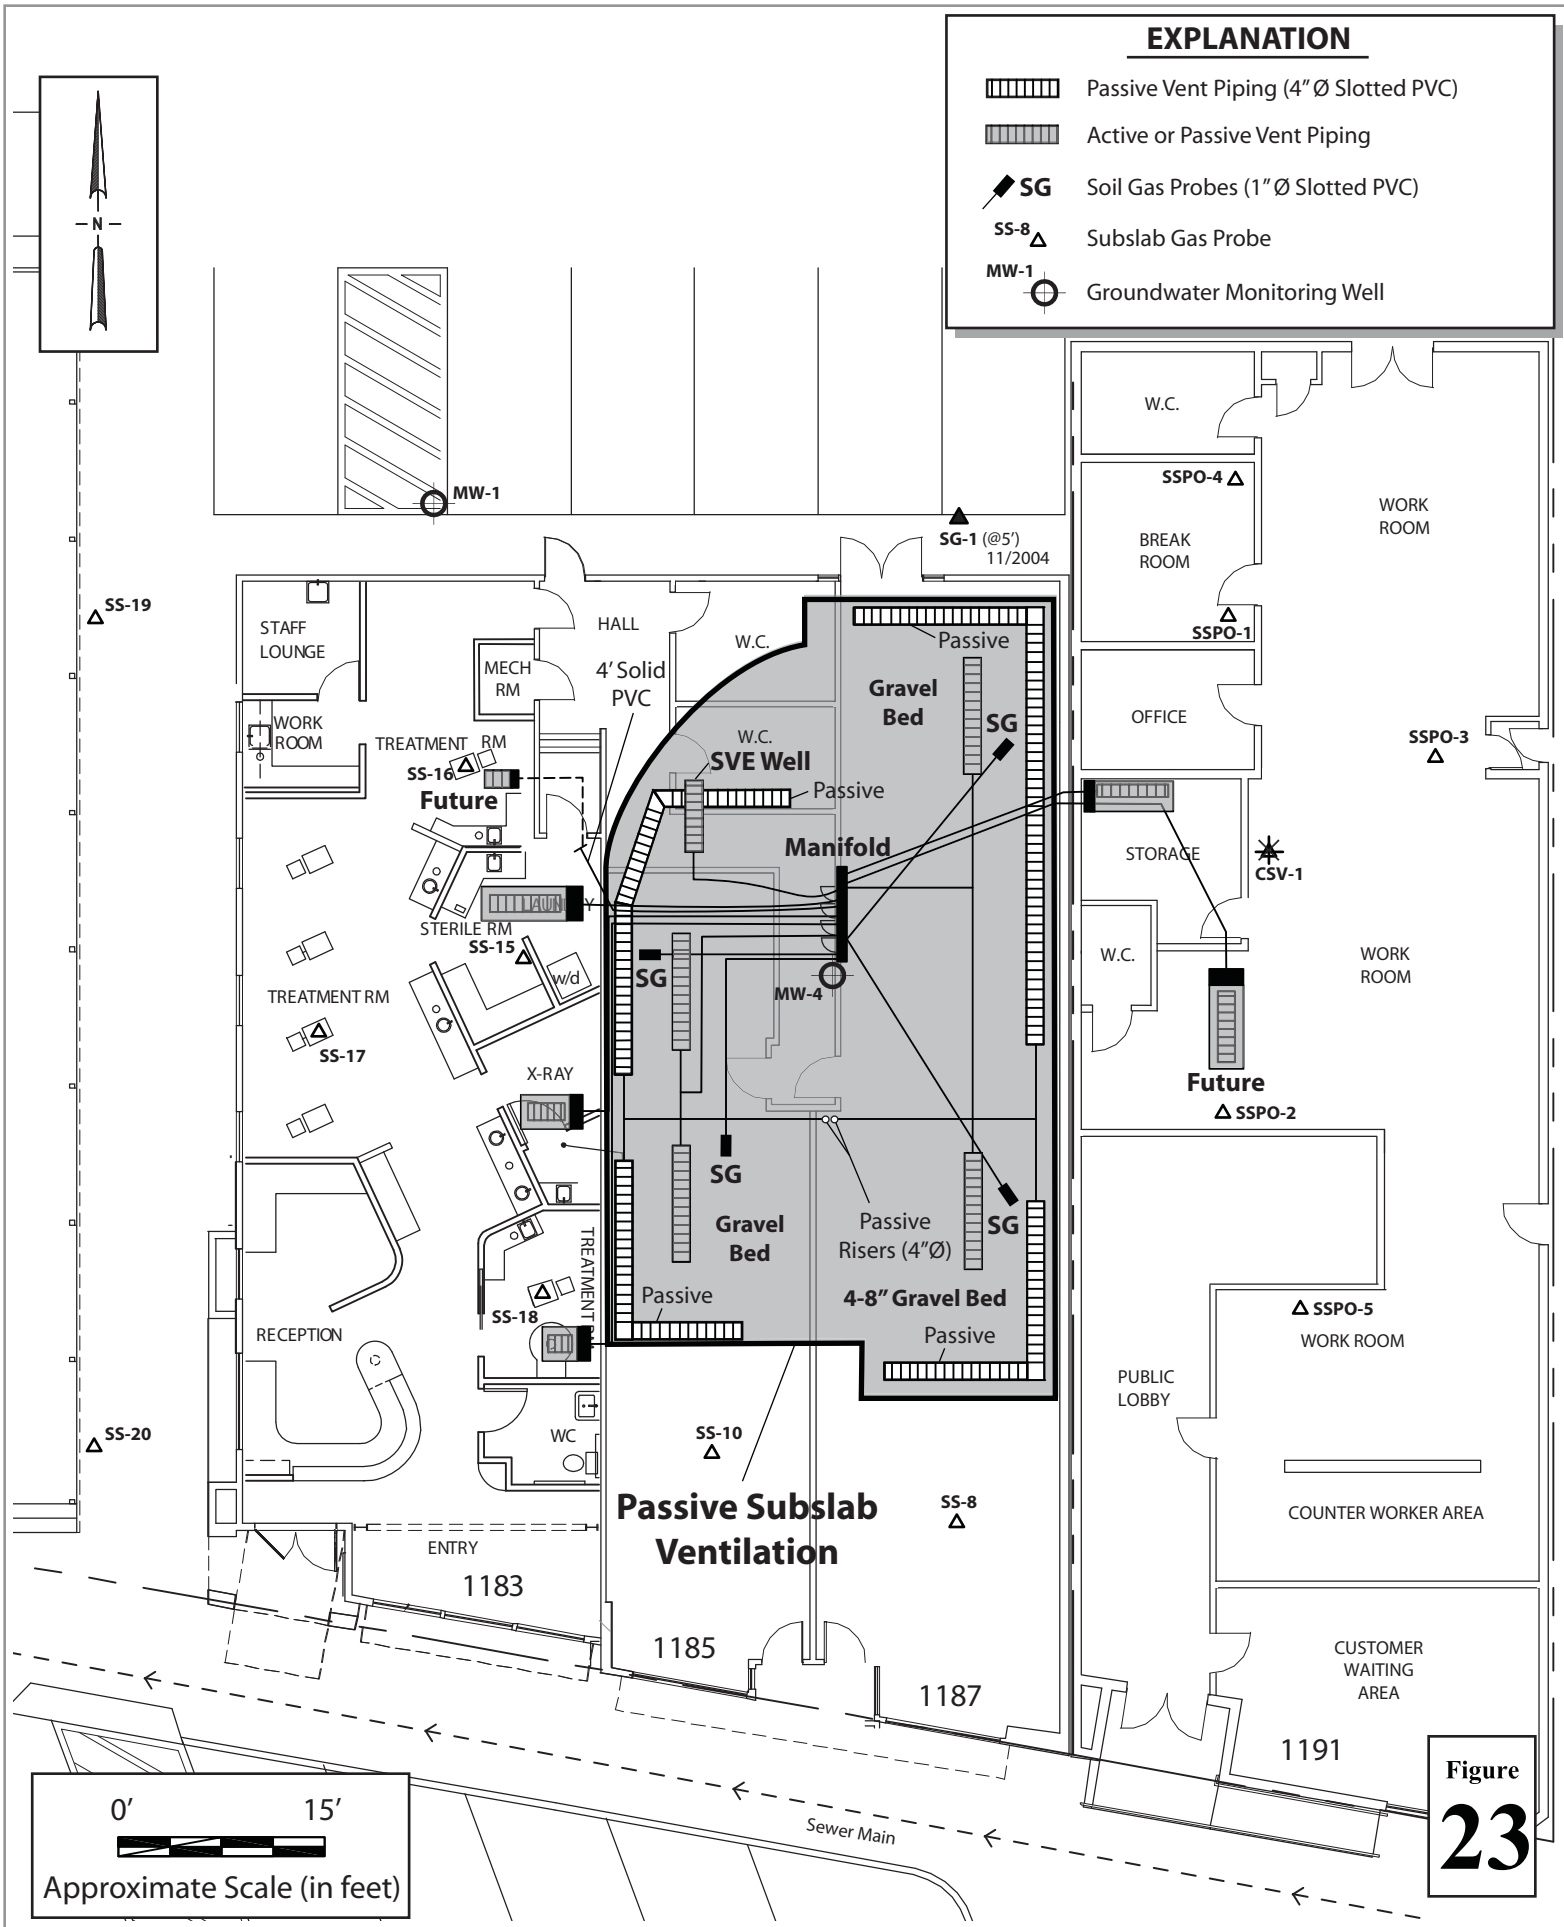 EXPLANATION
Passive Vent Piping (4” Ø Slotted PVC)
Active or Passive Vent Piping
SG
Soil Gas Probes (1” Ø Slotted PVC)
SS-8
Subslab Gas Probe
MW-1
Groundwater Monitoring Well
N
W.C.
SSPO-4
WORK
ROOM
MW-1
SG-1 (@5’)
11/2004
BREAK
ROOM
SS-19
STAFF
LOUNGE
HALL
W.C.
Passive
SSPO-1
MECH
RM
4’ Solid
PVC
Gravel
Bed
WORK
ROOM
TREATMENT RM
W.C.
SG
OFFICE
SSPO-3
SS-16
Future
SVE Well
Passive
Manifold
STORAGE
CSV-1
LAUNDRY
STERILE RM
SS-15
w/d
SG
MW-4
W.C.
WORK
ROOM
TREATMENT RM
SS-17
X-RAY
Future
SSPO-2
SG
Gravel
Bed
Passive
Risers (4”Ø)
SG
TREATMENT
SS-18
Passive
4-8” Gravel Bed
Passive
SSPO-5
WORK ROOM
RECEPTION
PUBLIC
LOBBY
SS-20
WC
SS-10
SS-8
Passive Subslab
Ventilation
COUNTER WORKER AREA
ENTRY
1183
1185
1187
CUSTOMER
WAITING
AREA
1191
Sewer Main
0’ 15’
Approximate Scale (in feet)
Figure
23